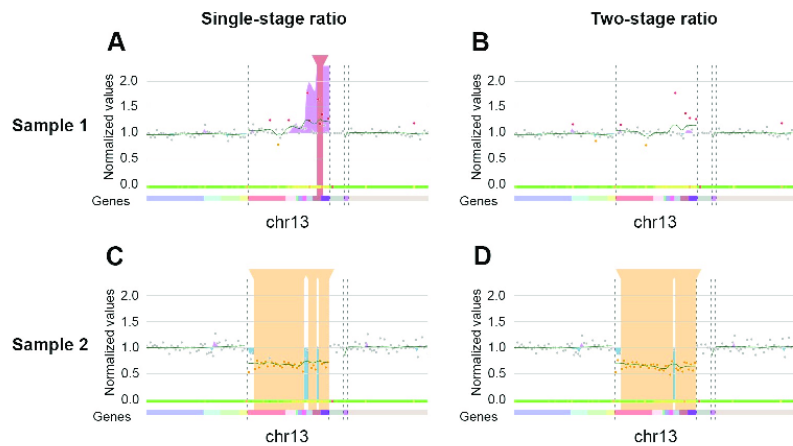 Single-stage ratio
Two-stage ratio
A
B
Sample 1
Normalized values
2.0
1.5
1.0
0.5
0.0
Genes
chr13
Normalized values
2.0
1.5
1.0
0.5
0.0
Genes
chr13
C
D
Sample 2
Normalized values
2.0
1.5
1.0
0.5
0.0
Genes
chr13
Normalized values
2.0
1.5
1.0
0.5
0.0
Genes
chr13